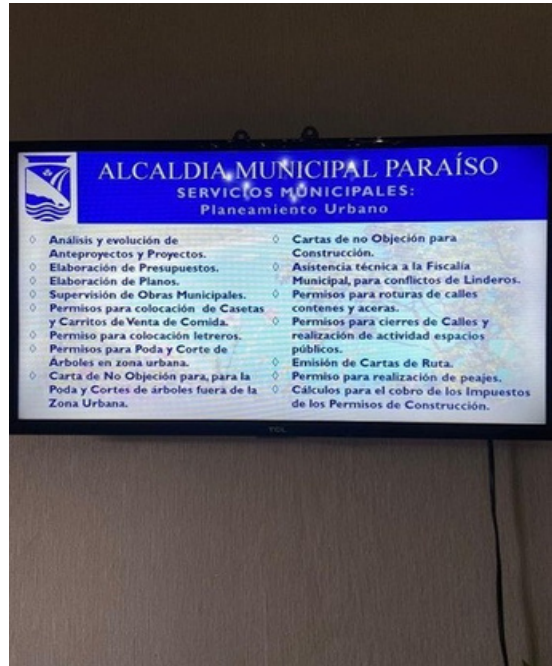 ALCALDIA MUNICIPAL PARAÍSO
SERVICIOS MUNICIPALES:
Planeamiento Urbano
◊ Análisis y evolución de
Anteproyectos y Proyectos.
◊ Elaboración de Presupuestos.
◊ Elaboración de Planos.
◊ Supervisión de Obras Municipales.
◊ Permisos para colocación de Casetas
y Carritos de Venta de Comida.
◊ Permiso para colocación letreros.
◊ Permisos para Poda y Corte de
Árboles en zona urbana.
◊ Carta de No Objeción para, para la
Poda y Cortes de árboles fuera de la
Zona Urbana.
◊ Cartas de no Objeción para
Construcción.
◊ Asistencia técnica a la Fiscalía
Municipal, para conflictos de Linderos.
◊ Permisos para roturas de calles
contenes y aceras.
◊ Permisos para cierres de Calles y
realización de actividad espacios
públicos.
◊ Emisión de Cartas de Ruta.
◊ Permiso para realización de peajes.
◊ Cálculos para el cobro de los Impuestos
de los Permisos de Construcción.
TCL